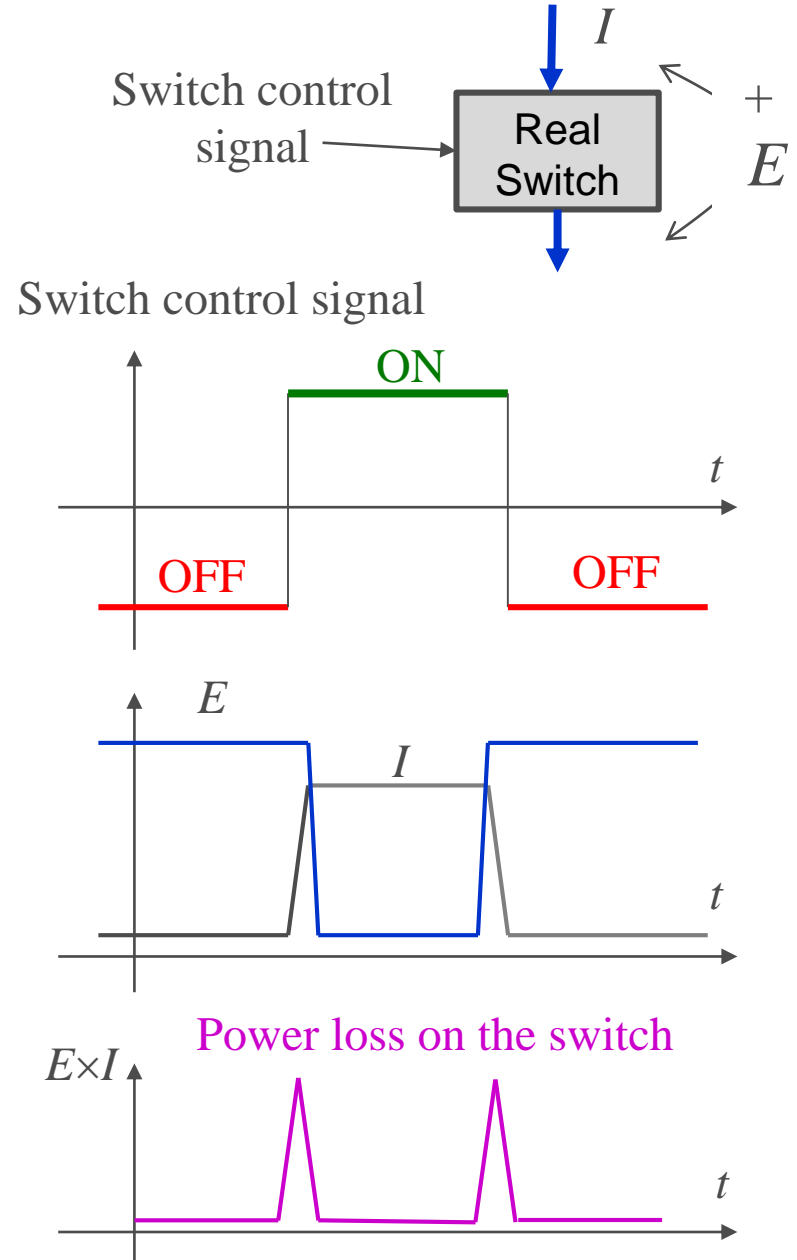 I
Switch control
signal
Real
Switch
+
E
Switch control signal
ON
t
OFF
OFF
E
I
t
Power loss on the switch
E×I
t